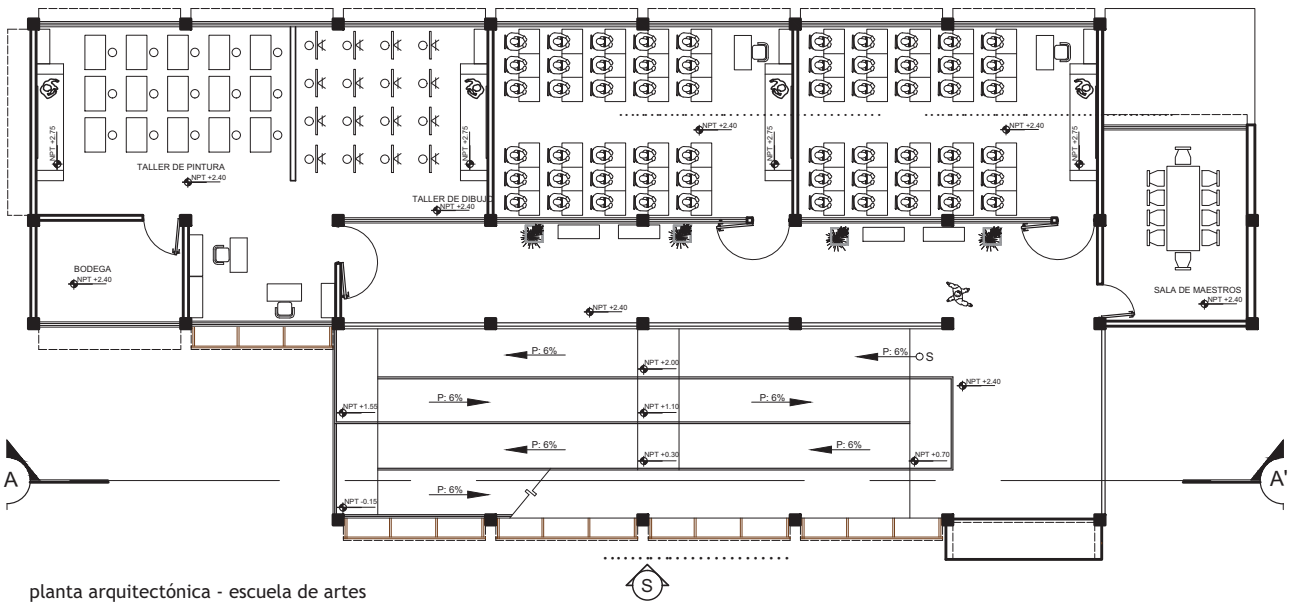 NPT +2.75
NPT +2.75
NPT +2.75
NPT +2.75
NPT +2.40
NPT +2.40
TALLER DE PINTURA
NPT +2.40
TALLER DE DIBUJO
NPT +2.40
BODEGA
NPT +2.40
SALA DE MAESTROS
NPT +2.40
NPT +2.40
P: 6%
P: 6%
S
NPT +2.00
NPT +2.40
P: 6%
P: 6%
NPT +1.55
NPT +1.10
P: 6%
P: 6%
NPT +0.30
NPT +0.70
A
A'
P: 6%
NPT -0.15
S
planta arquitectónica - escuela de artes